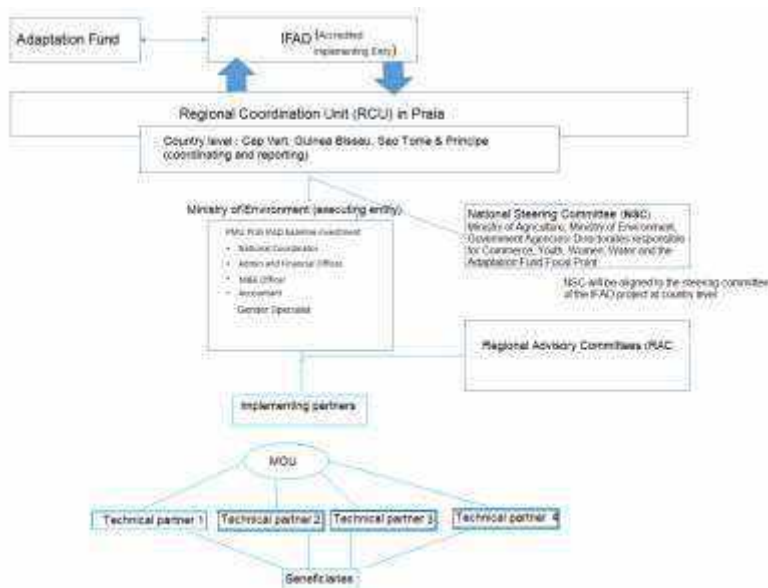 Adaptation Fund
IFAD (Accredited
Implementing Entity)
Regional Coordination Unit (RCU) in Praia
Country level : Cap Vert, Guinea Bissau, Sao Tome & Principe
(coordinating and reporting)
Ministry of Environment (executing entity)
IFAD baseline investment
• National Coordinator
• Admin and Financial Officer
• M&E Officer
• Accountant
Gender Specialist
National Steering Committee (NSC)
Ministry of Agriculture, Ministry of Environment,
Government Agencies: Directorates responsible
for Commerce, Youth, Women, Water and the
Adaptation Fund Focal Point
NSC will be aligned to the steering committee
of the IFAD project at country level
Regional Advisory Committees (RAC
Implementing partners
MOU
Technical partner 1
Technical partner 2
Technical partner 3
Technical partner 4
Beneficiaries